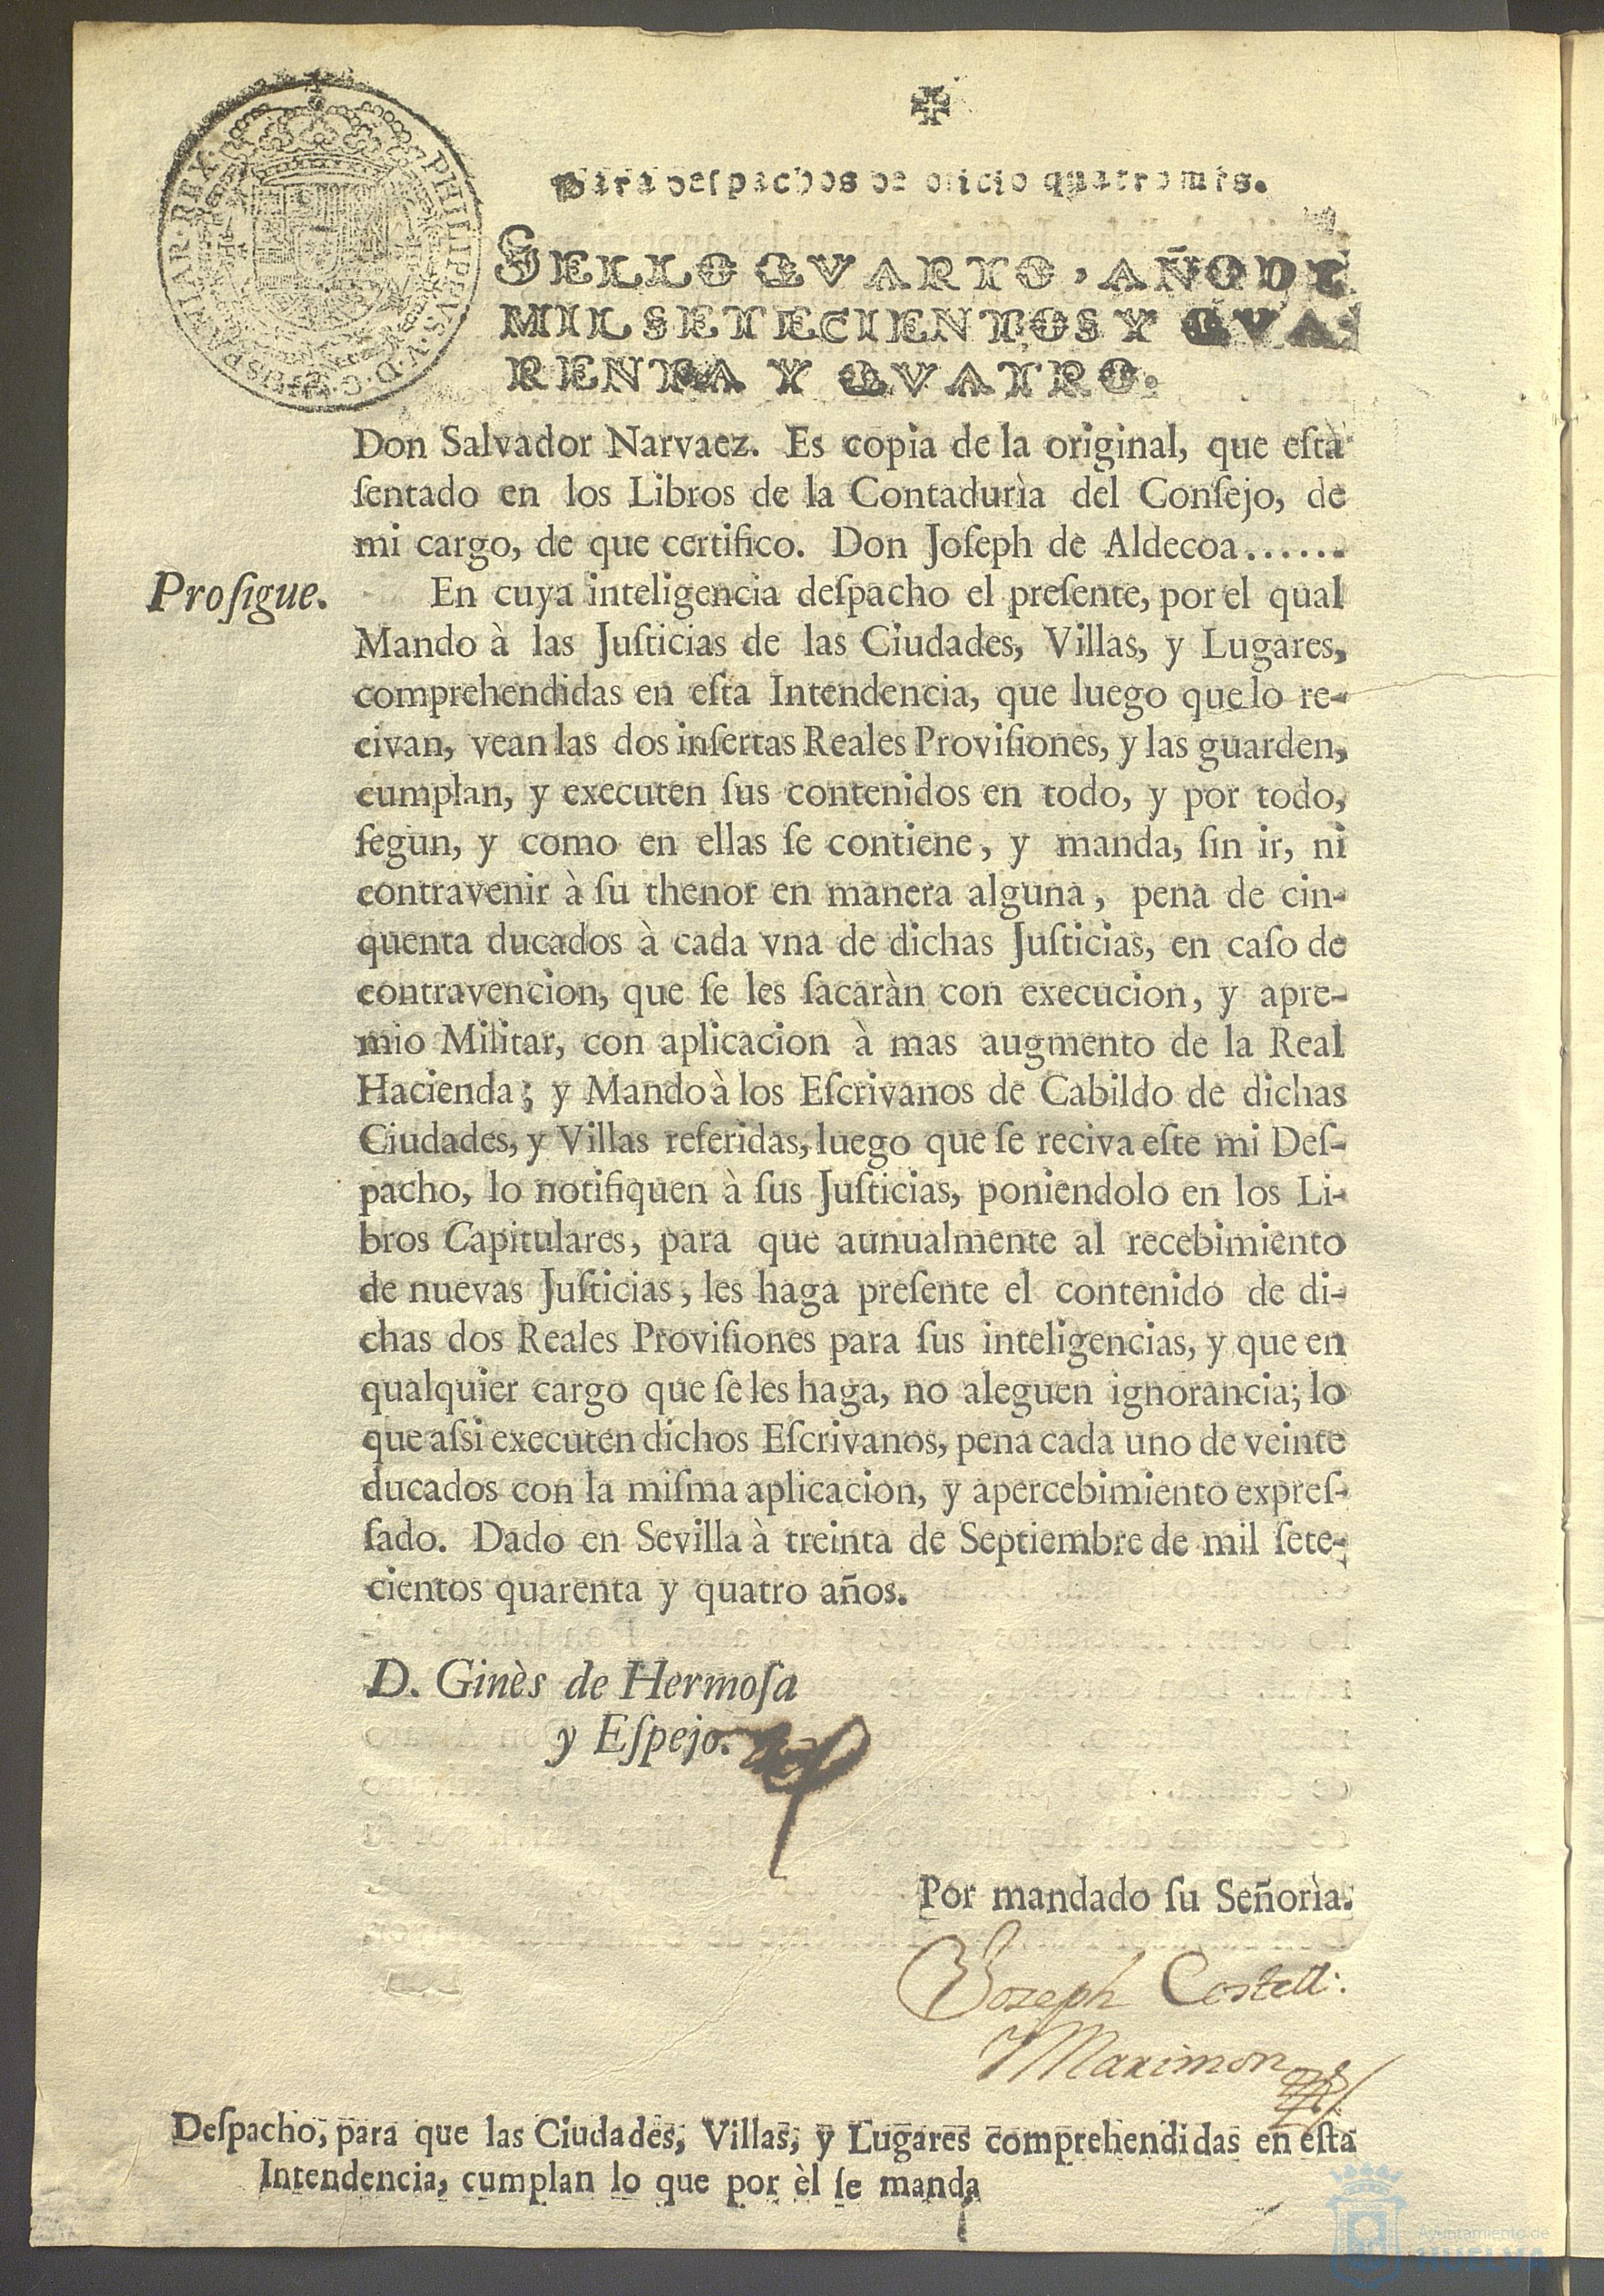 ✠
PHILIPPUS·V·D·G·HISPANIAR·REX·
Para despachos de oficio quatro mrs.
SELLO QVARTO, AÑO DE
MIL SETECIENTOS Y QVA-
RENTA Y QVATRO.
Don Salvador Narvaez. Es copia de la original, que eſtà
ſentado en los Libros de la Contadurìa del Conſejo, de
mi cargo, de que certifico. Don Joſeph de Aldecoa......
Proſigue.
En cuya inteligencia deſpacho el preſente, por el qual
Mando à las Juſticias de las Ciudades, Villas, y Lugares,
comprehendidas en eſta Intendencia, que luego que lo re-
civan, vean las dos inſertas Reales Proviſiones, y las guarden,
cumplan, y executen ſus contenidos en todo, y por todo,
ſegun, y como en ellas ſe contiene, y manda, ſin ir, ni
contravenir à ſu thenor en manera alguna, pena de cin-
quenta ducados à cada vna de dichas Juſticias, en caſo de
contravencion, que ſe les ſacaràn con execucion, y apre-
mio Militar, con aplicacion à mas augmento de la Real
Hacienda; y Mando à los Eſcrivanos de Cabildo de dichas
Ciudades, y Villas referidas, luego que ſe reciva eſte mi Deſ-
pacho, lo notifiquen à ſus Juſticias, poniendolo en los Li-
bros Capitulares, para que aunualmente al recebimiento
de nuevas Juſticias, les haga preſente el contenido de di-
chas dos Reales Proviſiones para ſus inteligencias, y que en
qualquier cargo que ſe les haga, no aleguen ignorancia; lo
que aſsi executen dichos Eſcrivanos, pena cada uno de veinte
ducados con la miſma aplicacion, y apercebimiento expreſ-
ſado. Dado en Sevilla à treinta de Septiembre de mil ſete-
cientos quarenta y quatro años.
D. Ginès de Hermoſa
y Eſpejo.
Por mandado ſu Señorìa.
Joseph Costell:
Maximon
Deſpacho, para que las Ciudades, Villas, y Lugares comprehendidas en eſta
Intendencia, cumplan lo que por èl ſe manda
Ayuntamiento de
HUELVA